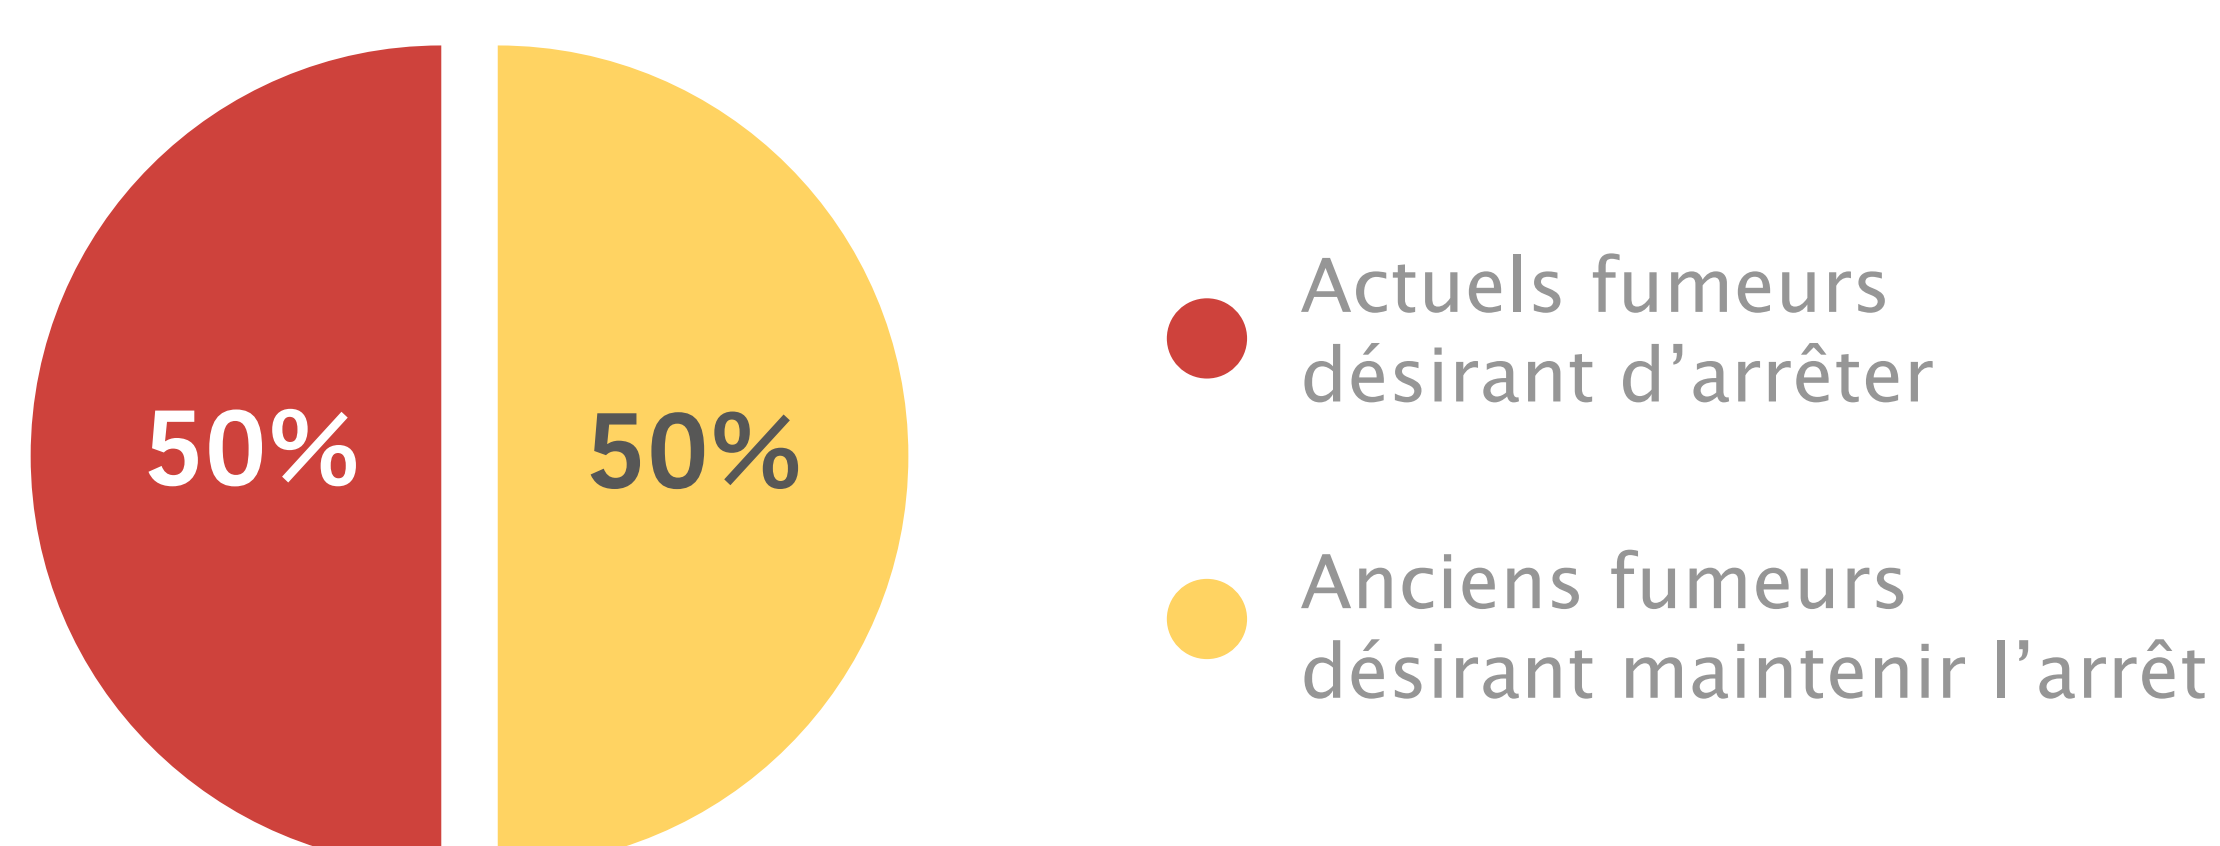 50%
50%
Actuels fumeurs
désirant d’arrêter
Anciens fumeurs
désirant maintenir l’arrêt